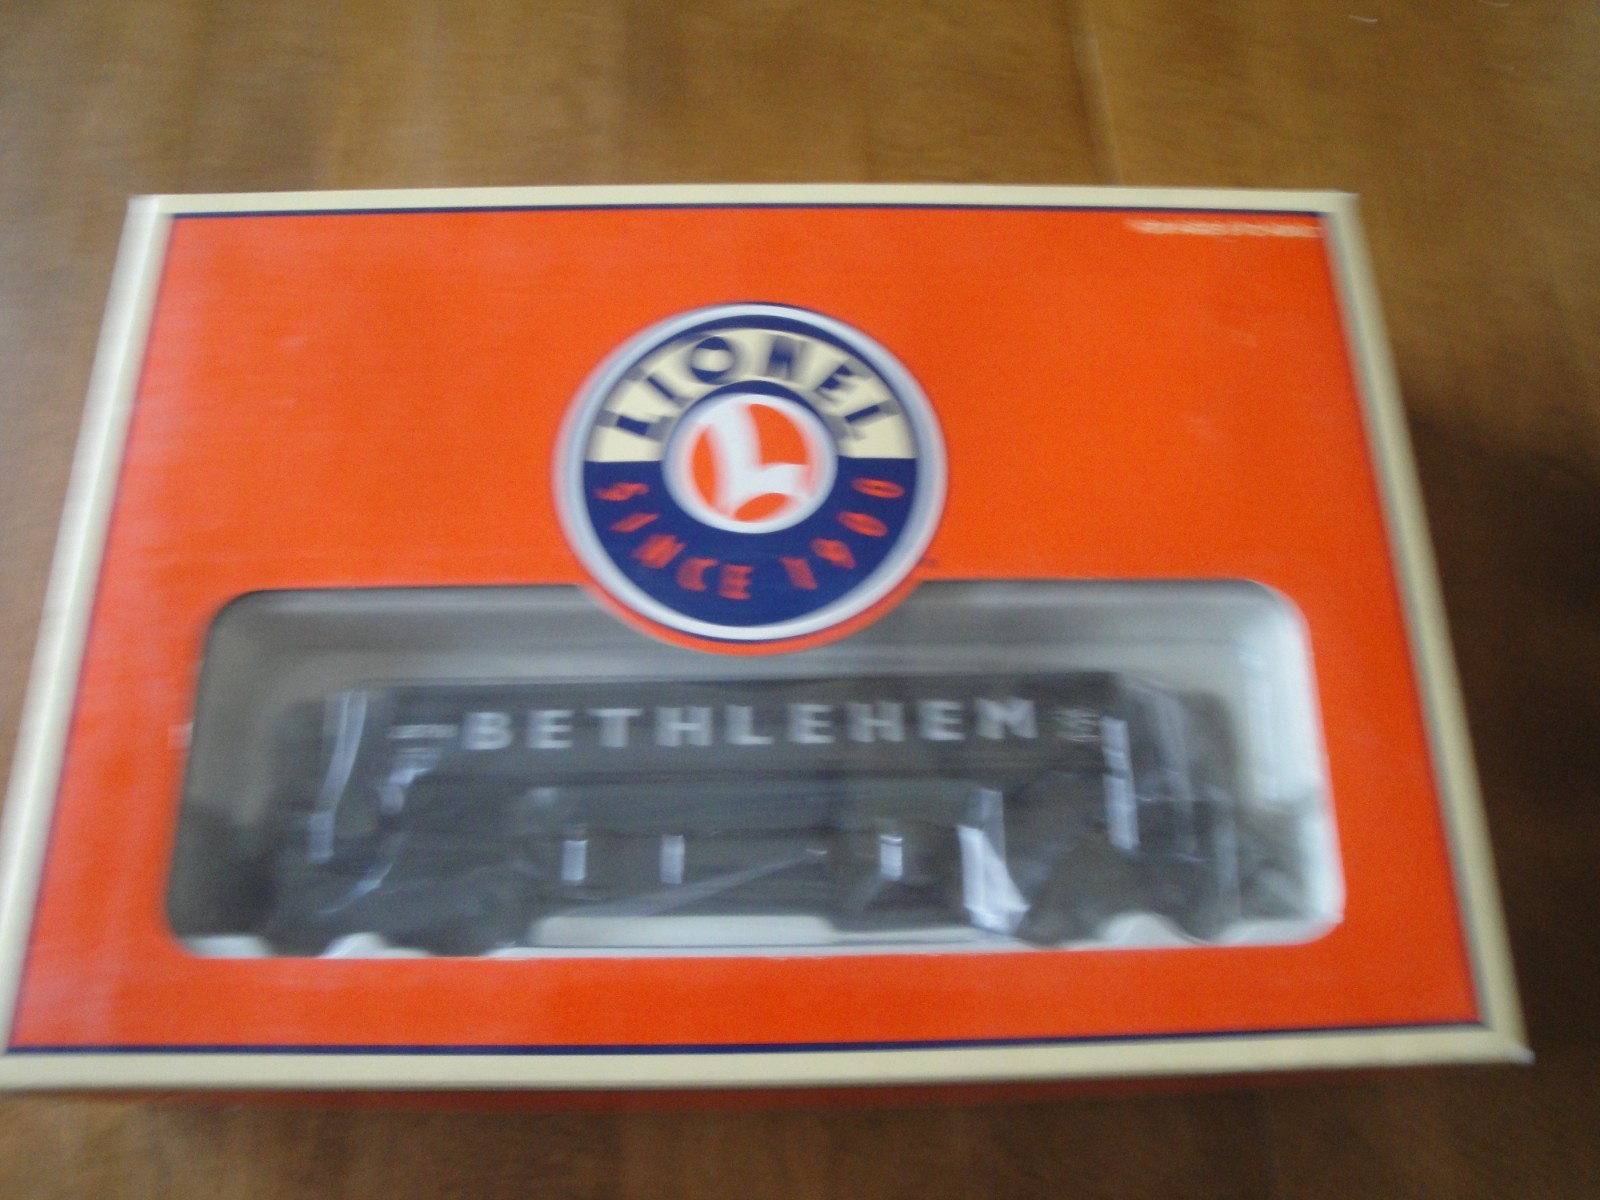 LIONEL
L
SINCE 1900
BETHLEHEM